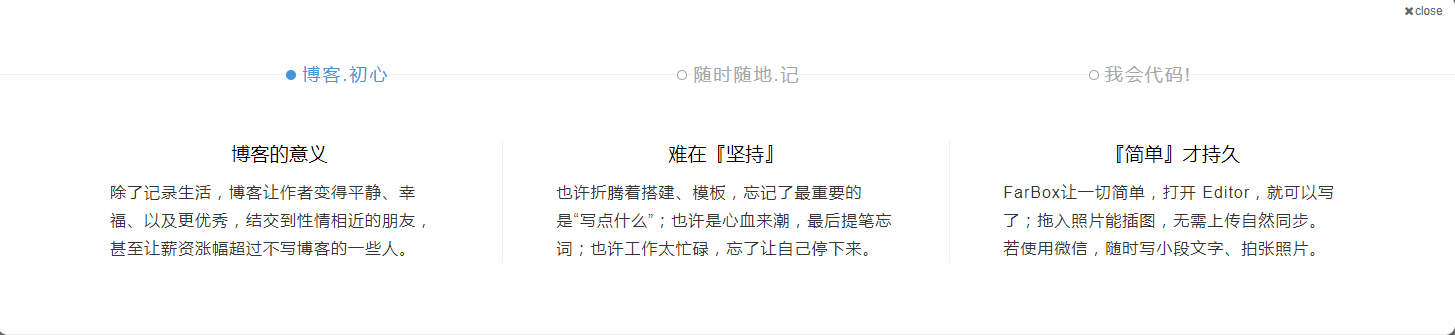 ✖close
博客.初心
随时随地.记
我会代码!
博客的意义
除了记录生活，博客让作者变得平静、幸
福、以及更优秀，结交到性情相近的朋友，
甚至让薪资涨幅超过不写博客的一些人。
难在『坚持』
也许折腾着搭建、模板，忘记了最重要的
是“写点什么”；也许是心血来潮，最后提笔忘
词；也许工作太忙碌，忘了让自己停下来。
『简单』才持久
FarBox让一切简单，打开 Editor，就可以写
了；拖入照片能插图，无需上传自然同步。
若使用微信，随时写小段文字、拍张照片。